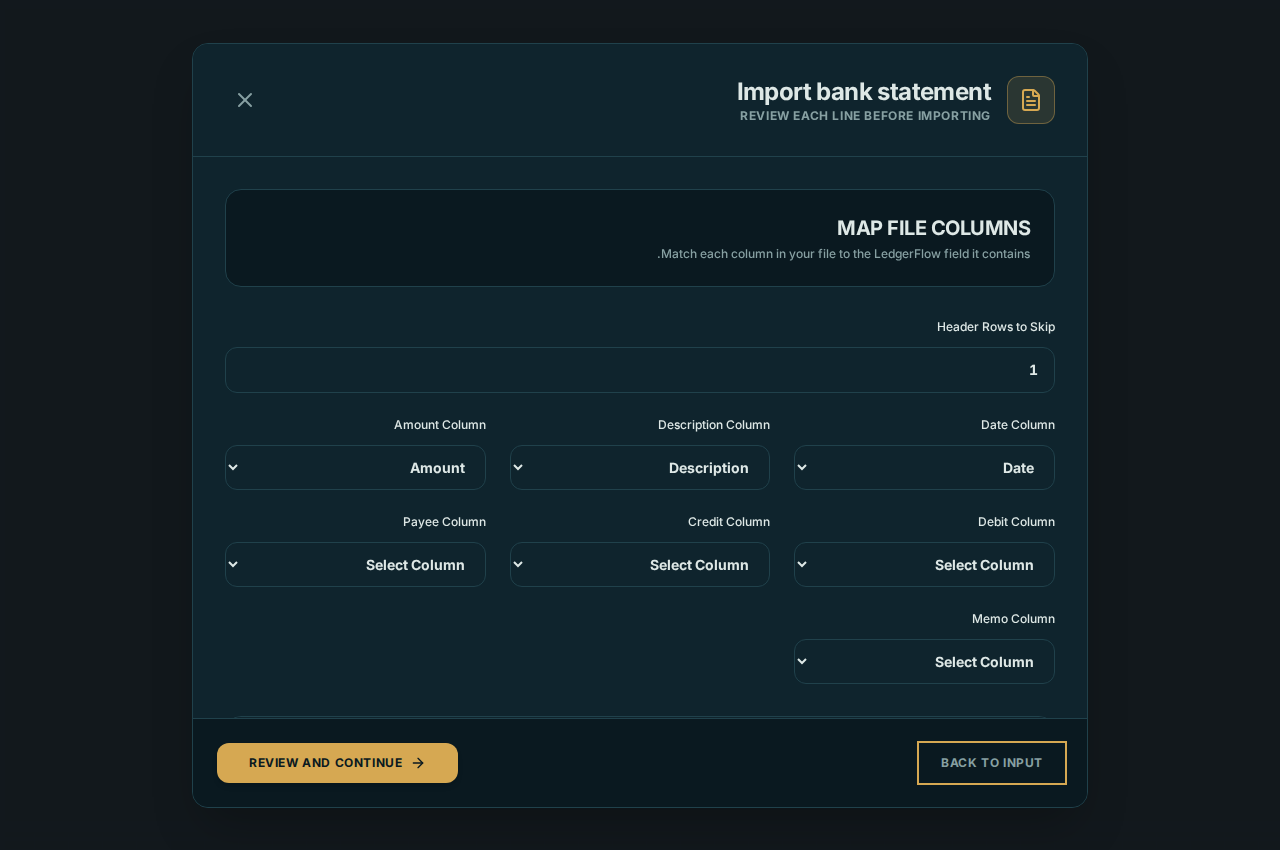 Import bank statement
REVIEW EACH LINE BEFORE IMPORTING
MAP FILE COLUMNS
.Match each column in your file to the LedgerFlow field it contains
Header Rows to Skip
1
Date Column
Description Column
Amount Column
Date
Description
Amount
Debit Column
Credit Column
Payee Column
Select Column
Select Column
Select Column
Memo Column
Select Column
BACK TO INPUT
REVIEW AND CONTINUE